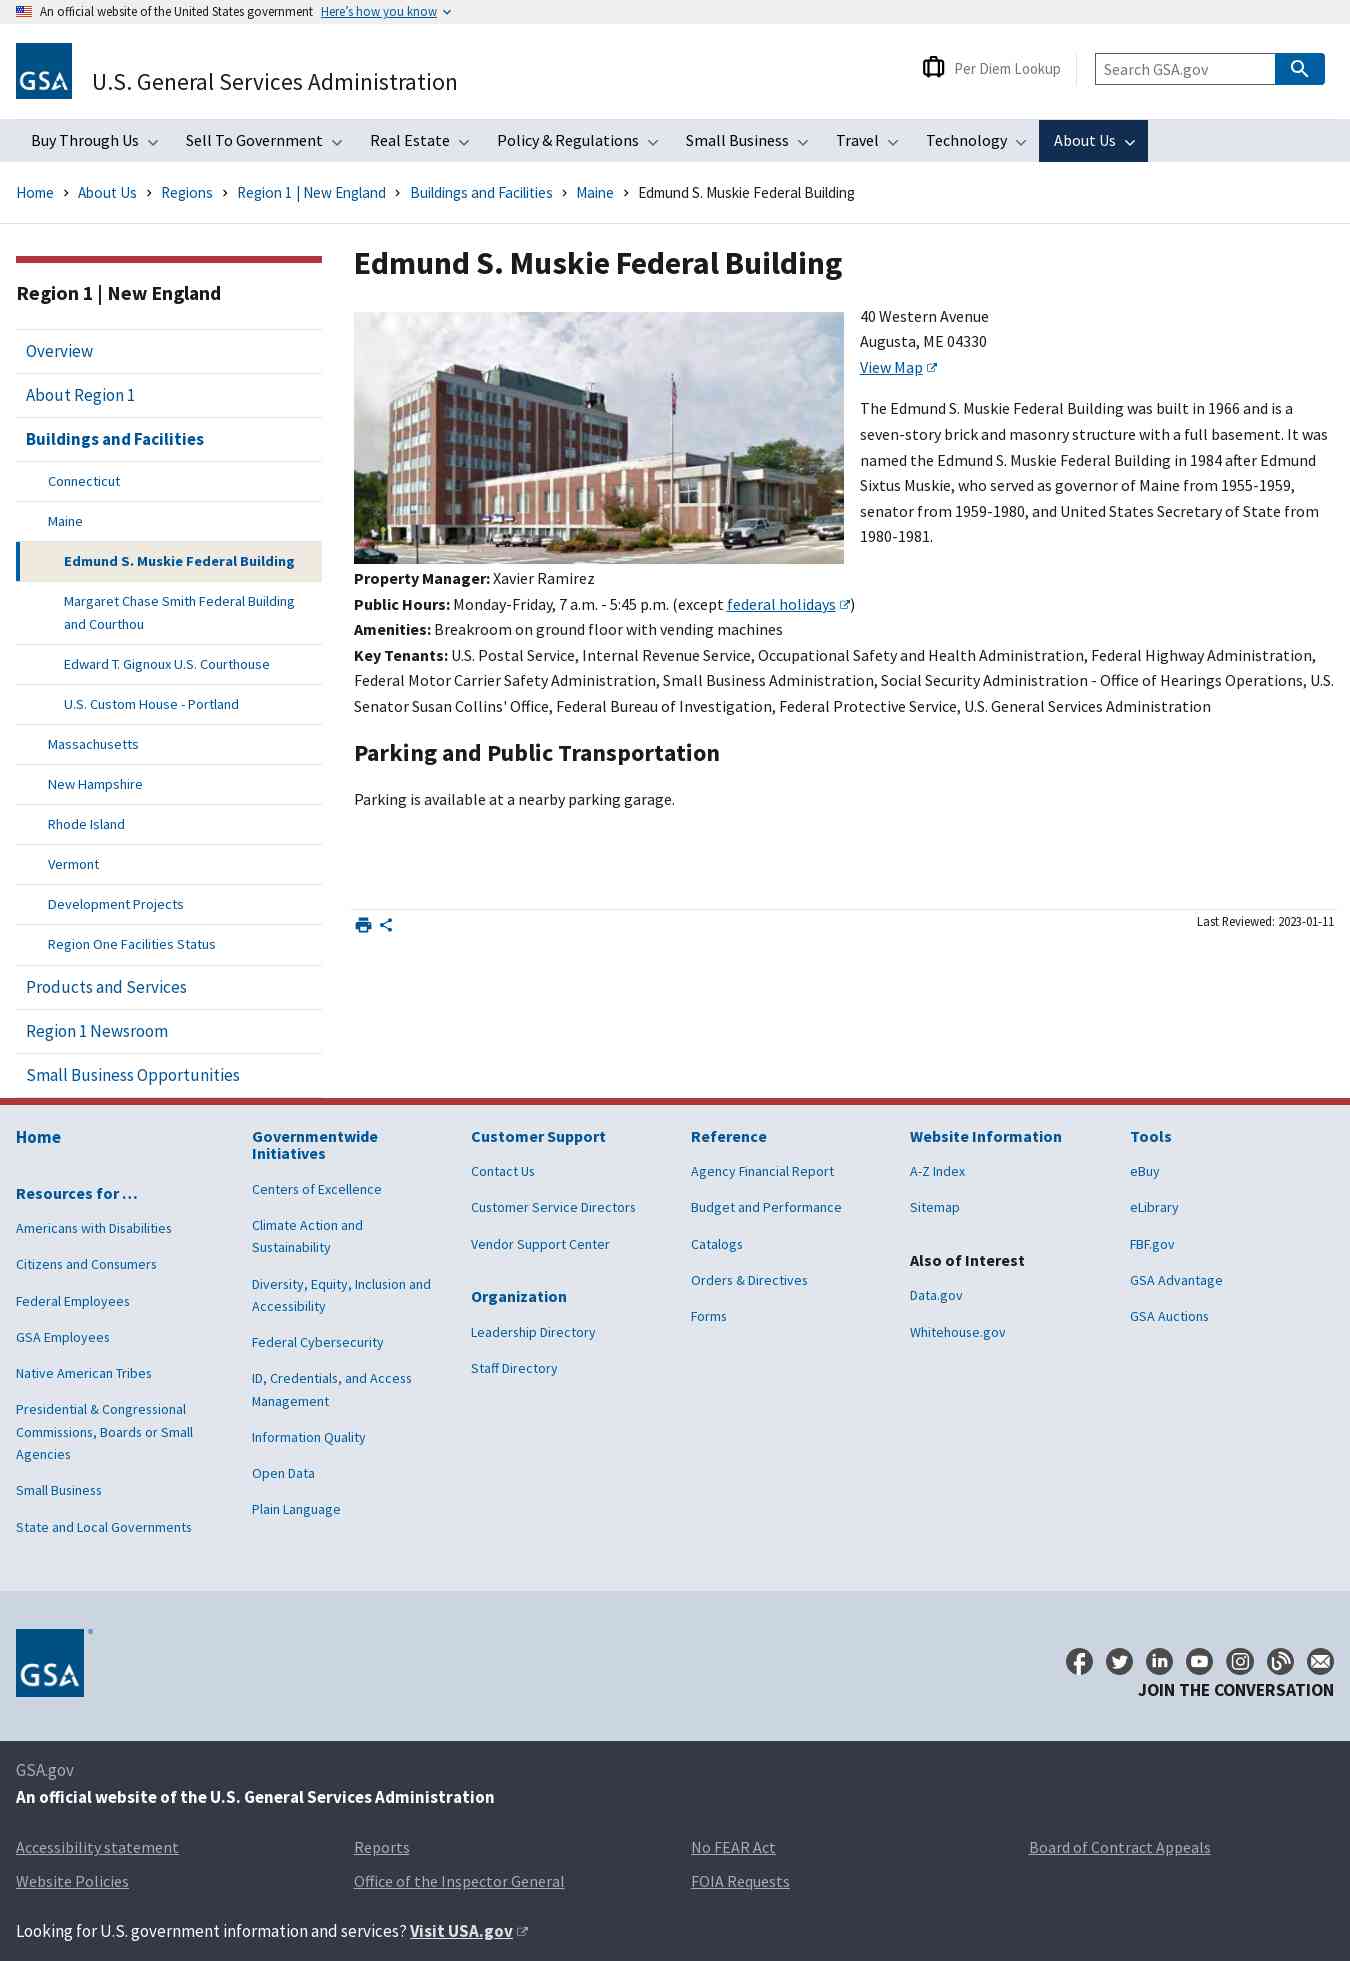 An official website of the United States government Here's how you know
GSA
U.S. General Services Administration
Per Diem Lookup
Search GSA.gov
Buy Through Us Sell To Government Real Estate Policy & Regulations Small Business Travel Technology About Us
Home > About Us > Regions > Region 1 | New England > Buildings and Facilities > Maine > Edmund S. Muskie Federal Building
Region 1 | New England
Overview
About Region 1
Buildings and Facilities
Connecticut
Maine
Edmund S. Muskie Federal Building
Margaret Chase Smith Federal Building
and Courthou
Edward T. Gignoux U.S. Courthouse
U.S. Custom House - Portland
Massachusetts
New Hampshire
Rhode Island
Vermont
Development Projects
Region One Facilities Status
Products and Services
Region 1 Newsroom
Small Business Opportunities
Edmund S. Muskie Federal Building
40 Western Avenue
Augusta, ME 04330
View Map
The Edmund S. Muskie Federal Building was built in 1966 and is a
seven-story brick and masonry structure with a full basement. It was
named the Edmund S. Muskie Federal Building in 1984 after Edmund
Sixtus Muskie, who served as governor of Maine from 1955-1959,
senator from 1959-1980, and United States Secretary of State from
1980-1981.
Property Manager: Xavier Ramirez
Public Hours: Monday-Friday, 7 a.m. - 5:45 p.m. (except federal holidays)
Amenities: Breakroom on ground floor with vending machines
Key Tenants: U.S. Postal Service, Internal Revenue Service, Occupational Safety and Health Administration, Federal Highway Administration,
Federal Motor Carrier Safety Administration, Small Business Administration, Social Security Administration - Office of Hearings Operations, U.S.
Senator Susan Collins' Office, Federal Bureau of Investigation, Federal Protective Service, U.S. General Services Administration
Parking and Public Transportation
Parking is available at a nearby parking garage.
Last Reviewed: 2023-01-11
Home
Resources for …
Americans with Disabilities
Citizens and Consumers
Federal Employees
GSA Employees
Native American Tribes
Presidential & Congressional
Commissions, Boards or Small
Agencies
Small Business
State and Local Governments
Governmentwide
Initiatives
Centers of Excellence
Climate Action and
Sustainability
Diversity, Equity, Inclusion and
Accessibility
Federal Cybersecurity
ID, Credentials, and Access
Management
Information Quality
Open Data
Plain Language
Customer Support
Contact Us
Customer Service Directors
Vendor Support Center
Organization
Leadership Directory
Staff Directory
Reference
Agency Financial Report
Budget and Performance
Catalogs
Orders & Directives
Forms
Website Information
A-Z Index
Sitemap
Also of Interest
Data.gov
Whitehouse.gov
Tools
eBuy
eLibrary
FBF.gov
GSA Advantage
GSA Auctions
GSA
JOIN THE CONVERSATION
GSA.gov
An official website of the U.S. General Services Administration
Accessibility statement
Website Policies
Reports
Office of the Inspector General
No FEAR Act
FOIA Requests
Board of Contract Appeals
Looking for U.S. government information and services? Visit USA.gov